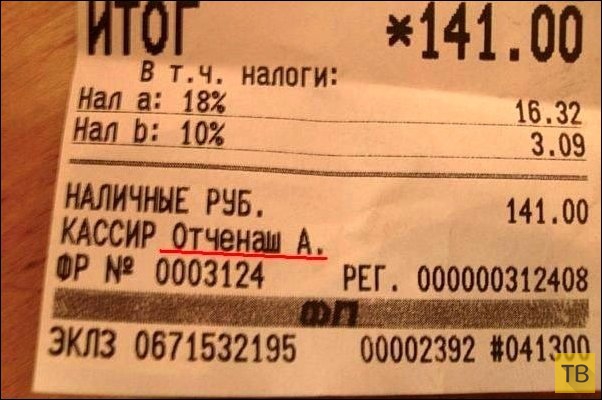 ИТОГ *141.00
В т.ч. налоги:
Нал a: 18% 16.32
Нал b: 10% 3.09
НАЛИЧНЫЕ РУБ. 141.00
КАССИР Отченаш А.
ФР № 0003124 РЕГ. 000000312408
ФП
ЭКЛЗ 0671532195 00002392 #041300
ТВ